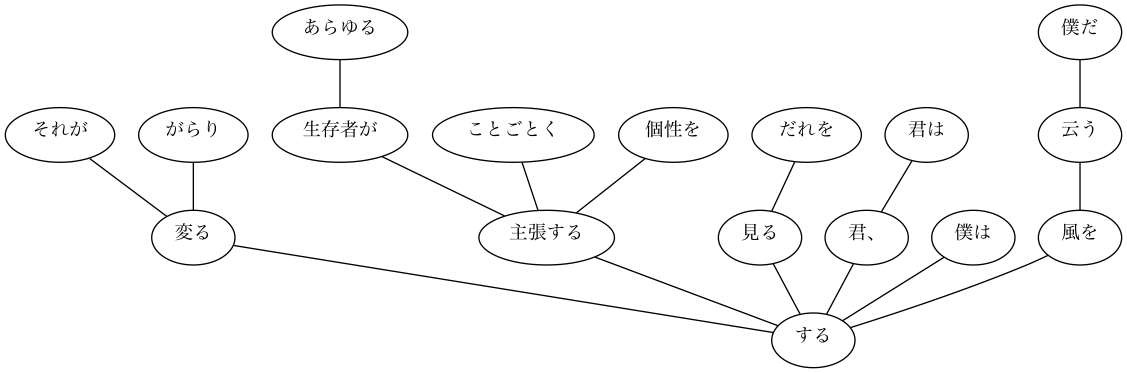 あらゆる 僕だ
それが がらり 生存者が ことごとく 個性を だれを 君は 云う
変る 主張する 見る 君、 僕は 風を
する